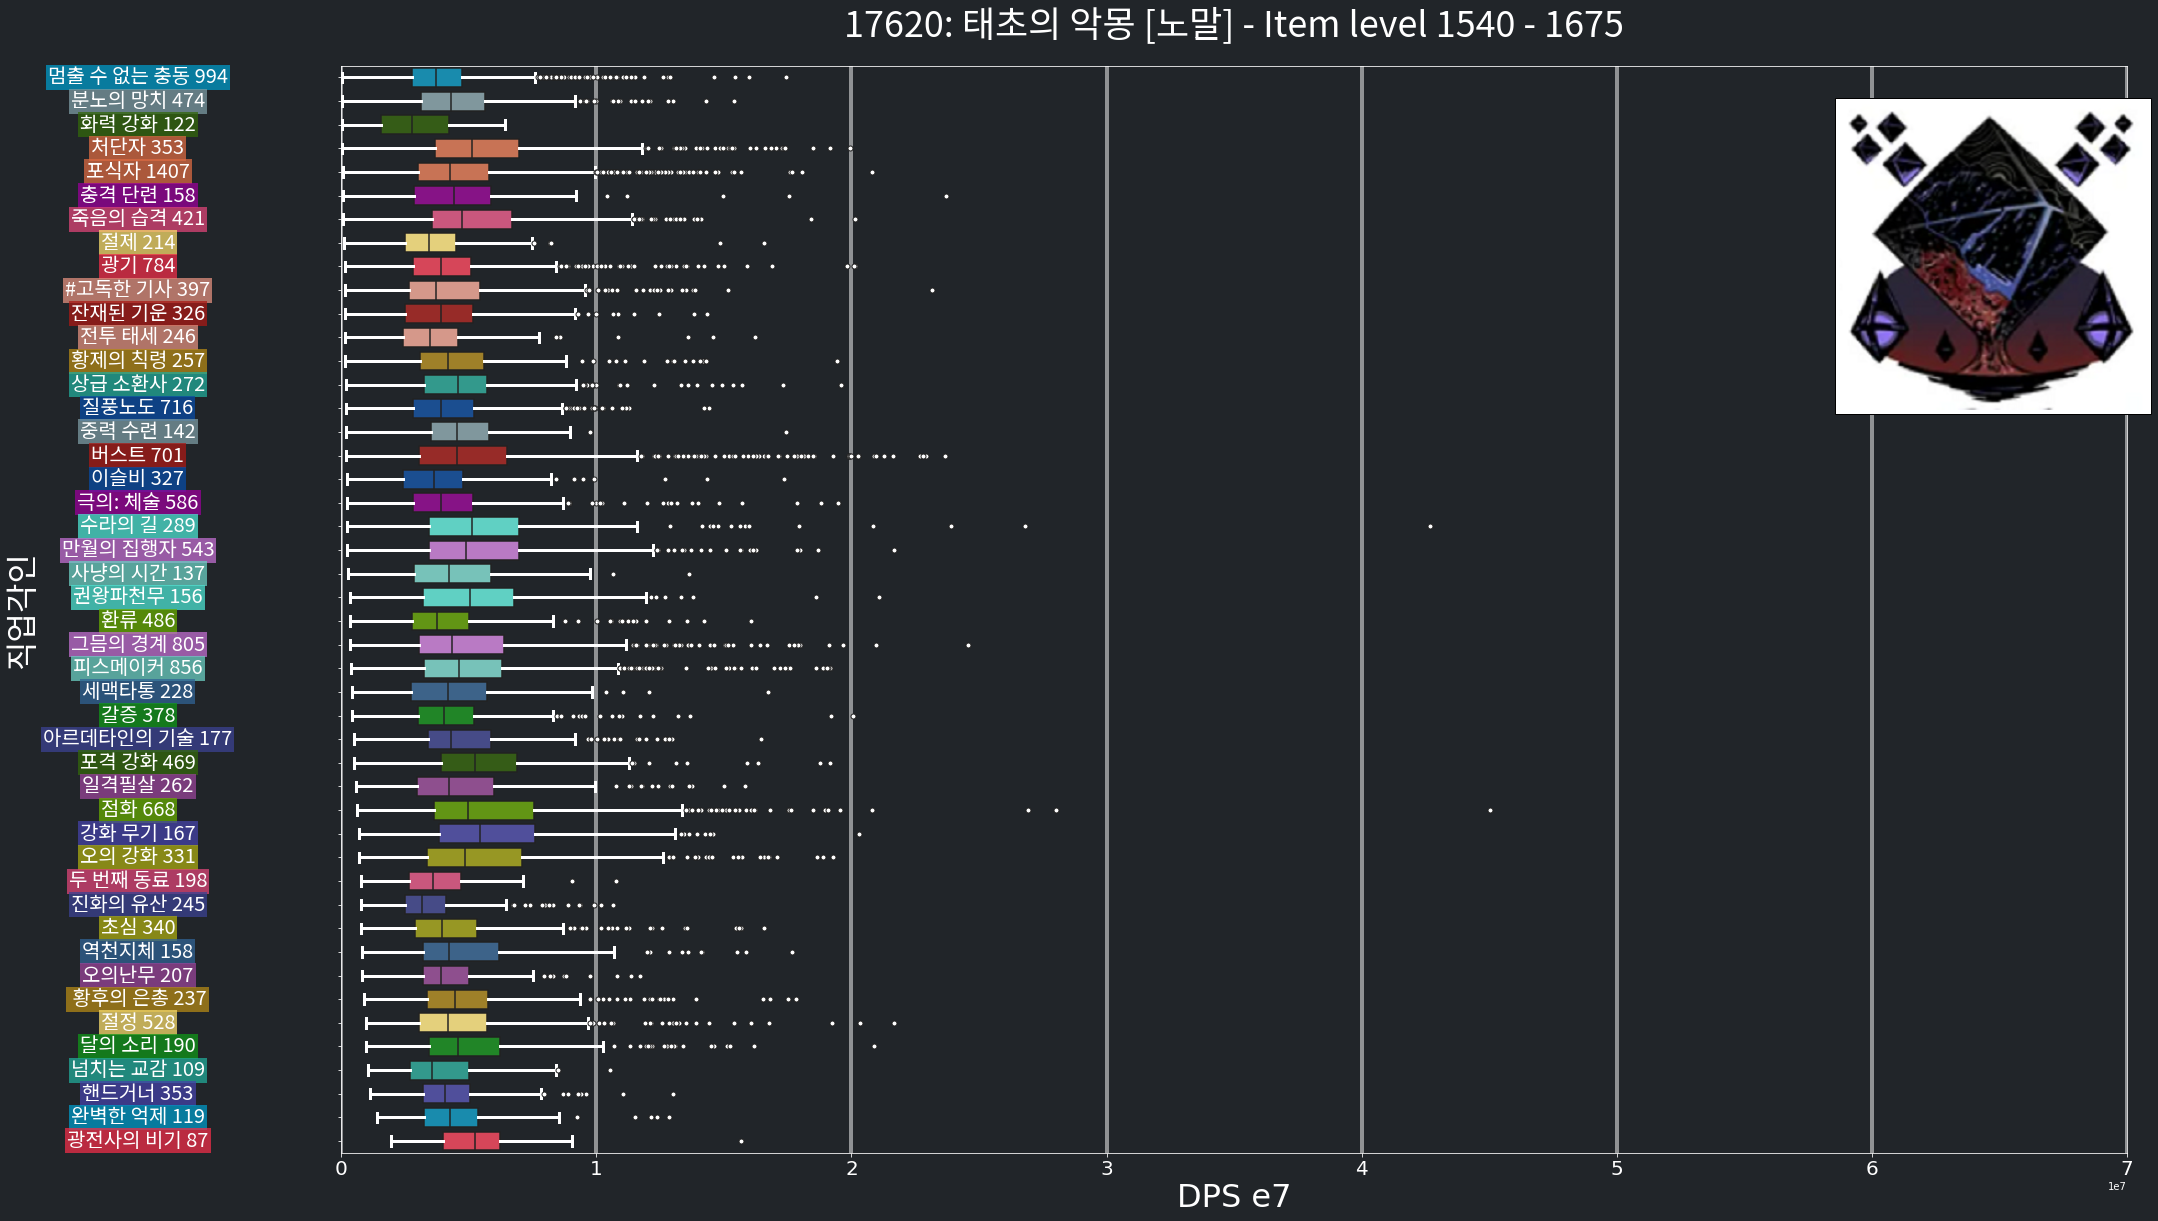 17620: 태초의 악몽 [노말] - Item level 1540 - 1675
멈출 수 없는 충동 994
분노의 망치 474
화력 강화 122
처단자 353
포식자 1407
충격 단련 158
죽음의 습격 421
절제 214
광기 784
#고독한 기사 397
잔재된 기운 326
전투 태세 246
황제의 칙령 257
상급 소환사 272
질풍노도 716
중력 수련 142
버스트 701
이슬비 327
극의: 체술 586
수라의 길 289
만월의 집행자 543
사냥의 시간 137
권왕파천무 156
환류 486
그믐의 경계 805
피스메이커 856
세맥타통 228
갈증 378
아르데타인의 기술 177
포격 강화 469
일격필살 262
점화 668
강화 무기 167
오의 강화 331
두 번째 동료 198
진화의 유산 245
초심 340
역천지체 158
오의난무 207
황후의 은총 237
절정 528
달의 소리 190
넘치는 교감 109
핸드거너 353
완벽한 억제 119
광전사의 비기 87
직업각인
0 1 2 3 4 5 6 7
1e7
DPS e7